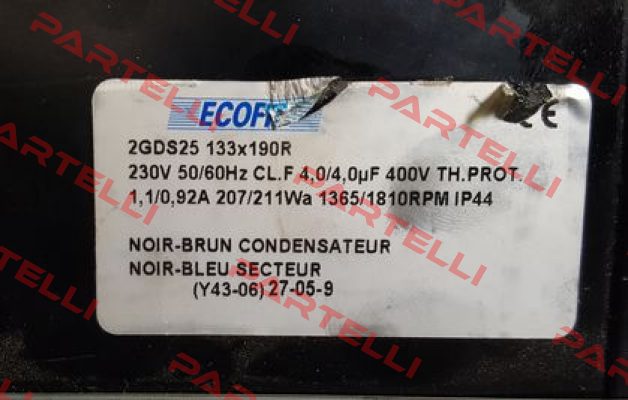 ECOFIT
CE
2GDS25 133x190R
230V 50/60Hz CL.F 4,0/4,0µF 400V TH.PROT.
1,1/0,92A 207/211Wa 1365/1810RPM IP44
NOIR-BRUN CONDENSATEUR
NOIR-BLEU SECTEUR
(Y43-06) 27-05-9
PARTELLI
PARTELLI
PARTELLI
PARTELLI
PARTELLI
PARTELLI
PARTELLI